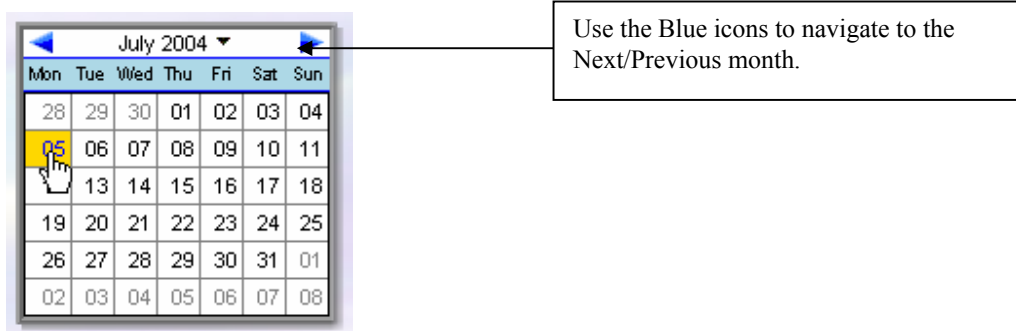 July 2004
Mon Tue Wed Thu Fri Sat Sun
28 29 30 01 02 03 04
05 06 07 08 09 10 11
13 14 15 16 17 18
19 20 21 22 23 24 25
26 27 28 29 30 31 01
02 03 04 05 06 07 08
Use the Blue icons to navigate to the
Next/Previous month.